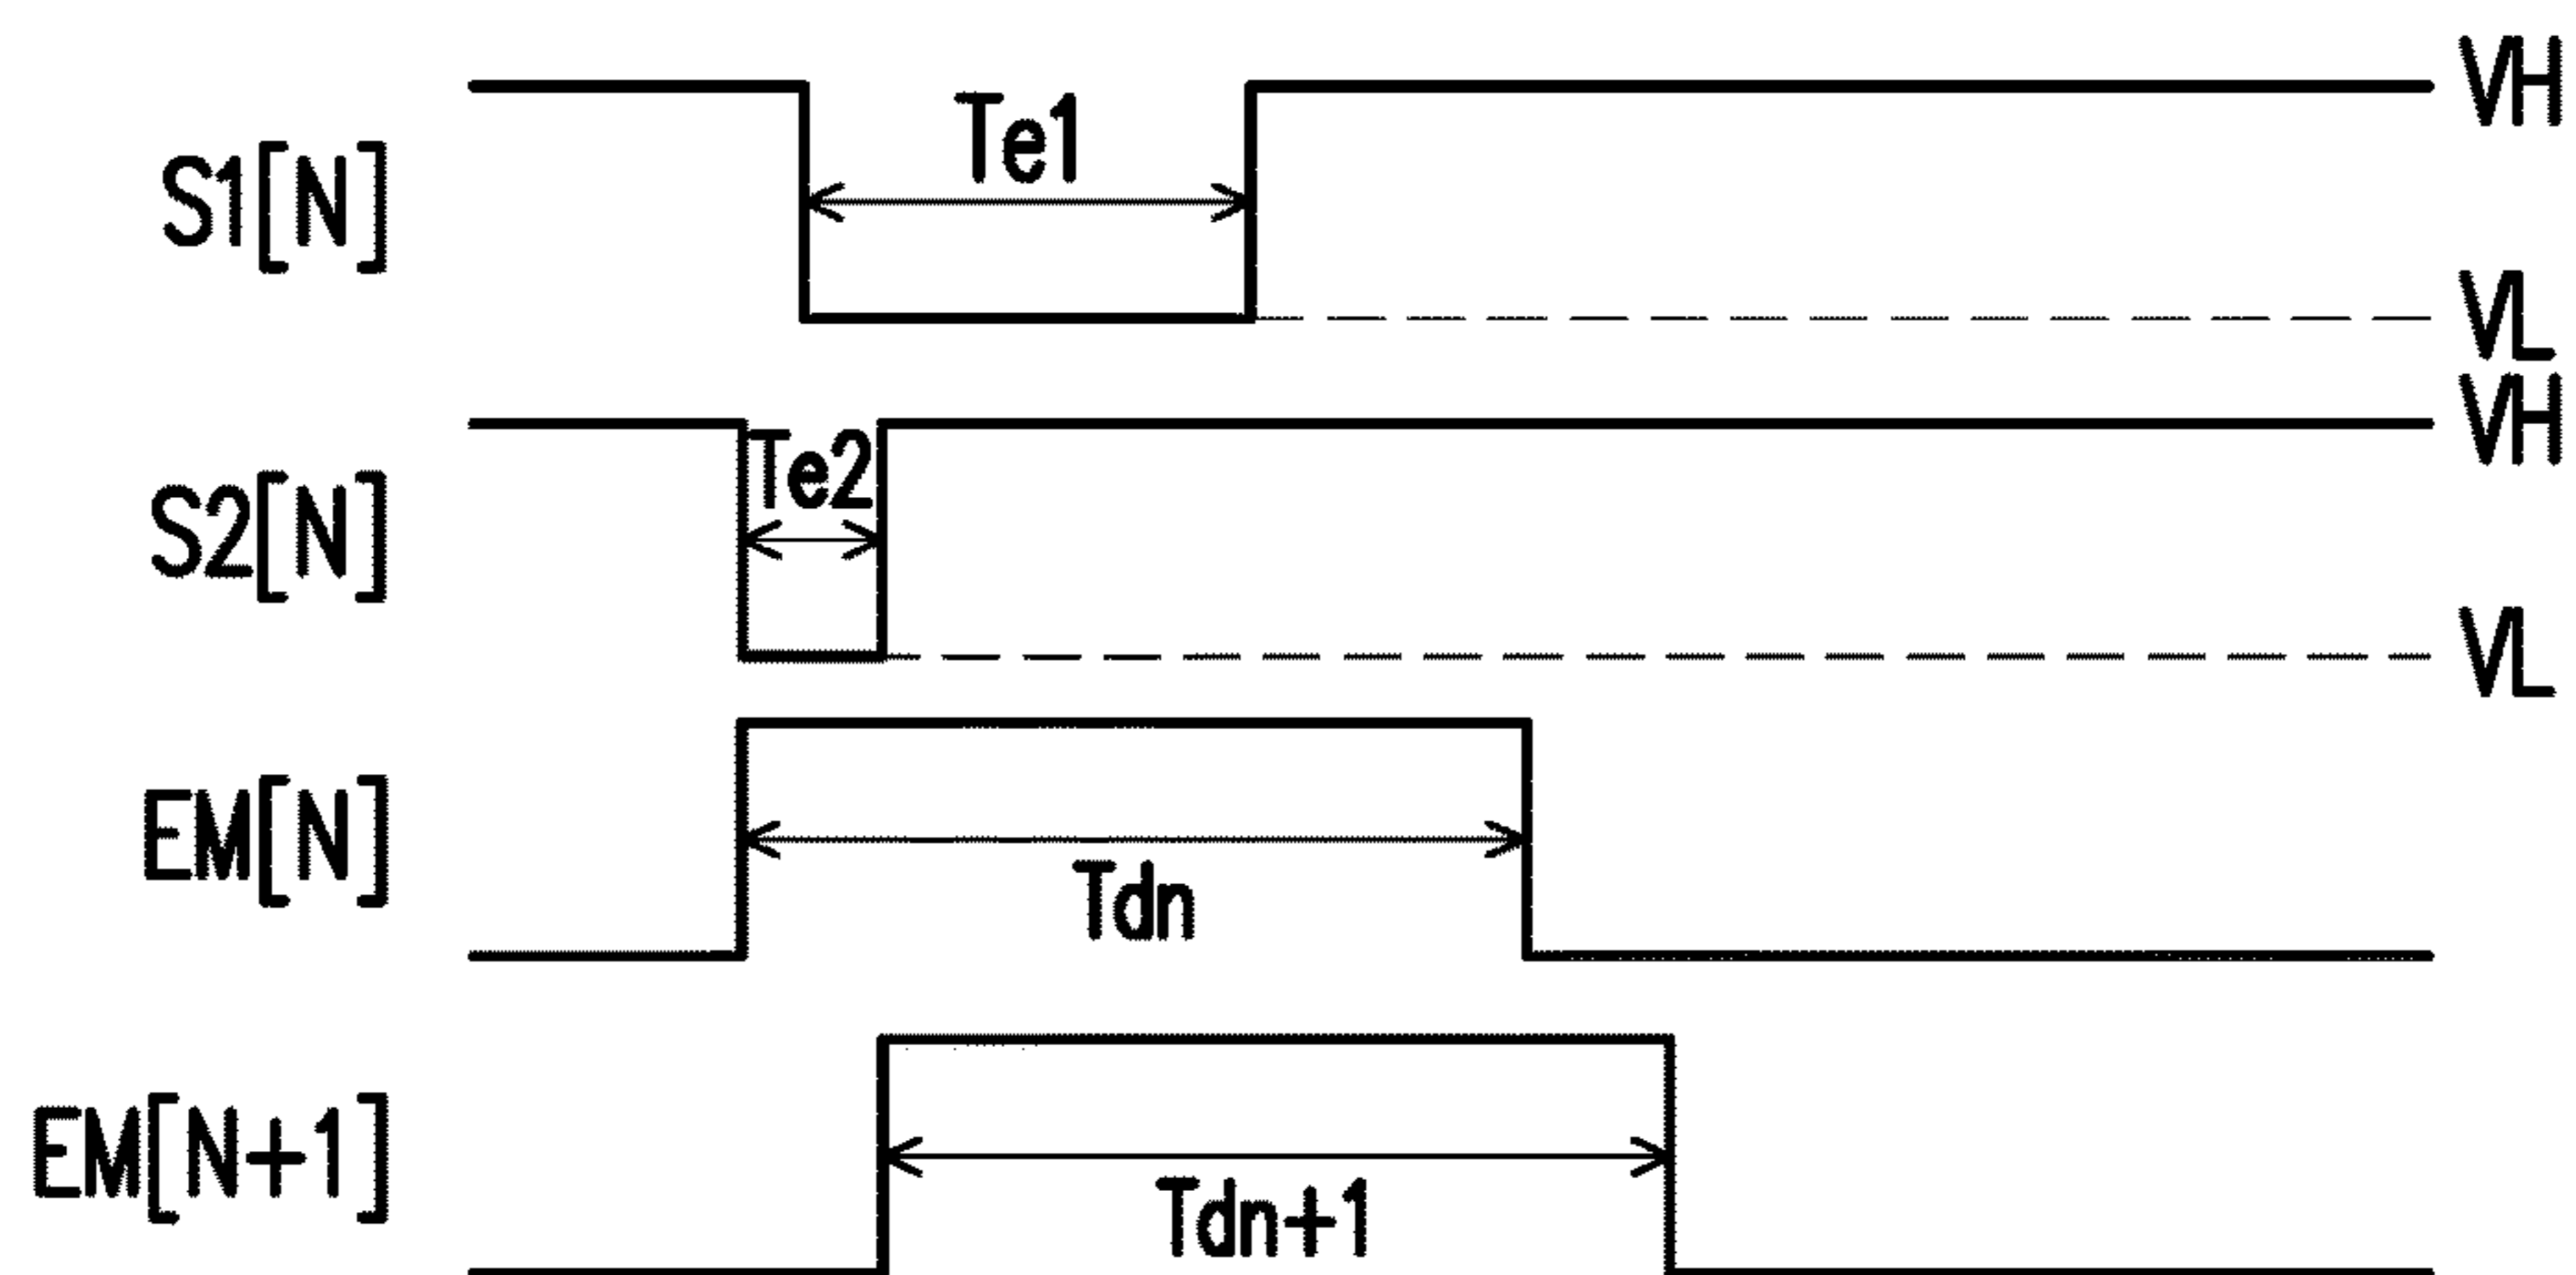 VH
Te1
S1[N]
VL
VH
Te2
S2[N]
VL
EM[N]
Tdn
EM[N+1]
Tdn+1